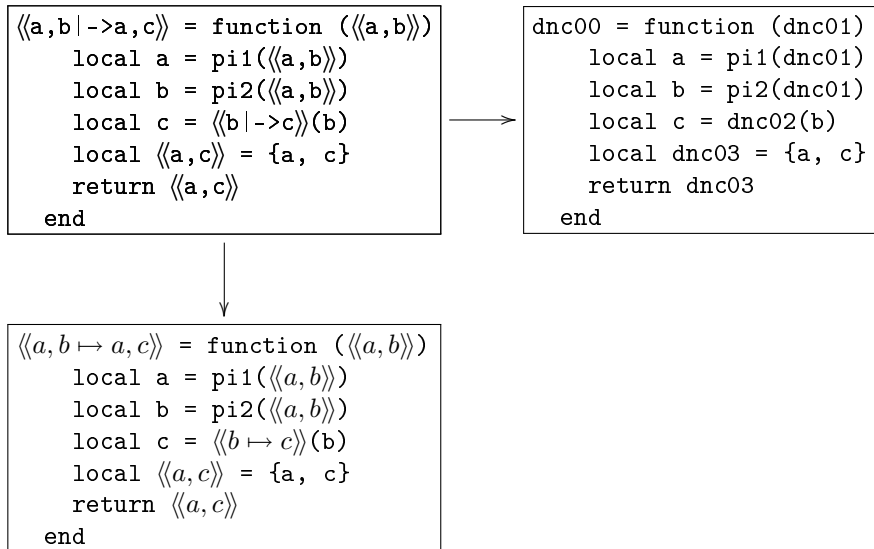 ⟪a,b|->a,c⟫ = function (⟪a,b⟫)
local a = pi1(⟪a,b⟫)
local b = pi2(⟪a,b⟫)
local c = ⟪b|->c⟫(b)
local ⟪a,c⟫ = {a, c}
return ⟪a,c⟫
end
dnc00 = function (dnc01)
local a = pi1(dnc01)
local b = pi2(dnc01)
local c = dnc02(b)
local dnc03 = {a, c}
return dnc03
end
⟪a, b ↦ a, c⟫ = function (⟪a, b⟫)
local a = pi1(⟪a, b⟫)
local b = pi2(⟪a, b⟫)
local c = ⟪b ↦ c⟫(b)
local ⟪a, c⟫ = {a, c}
return ⟪a, c⟫
end